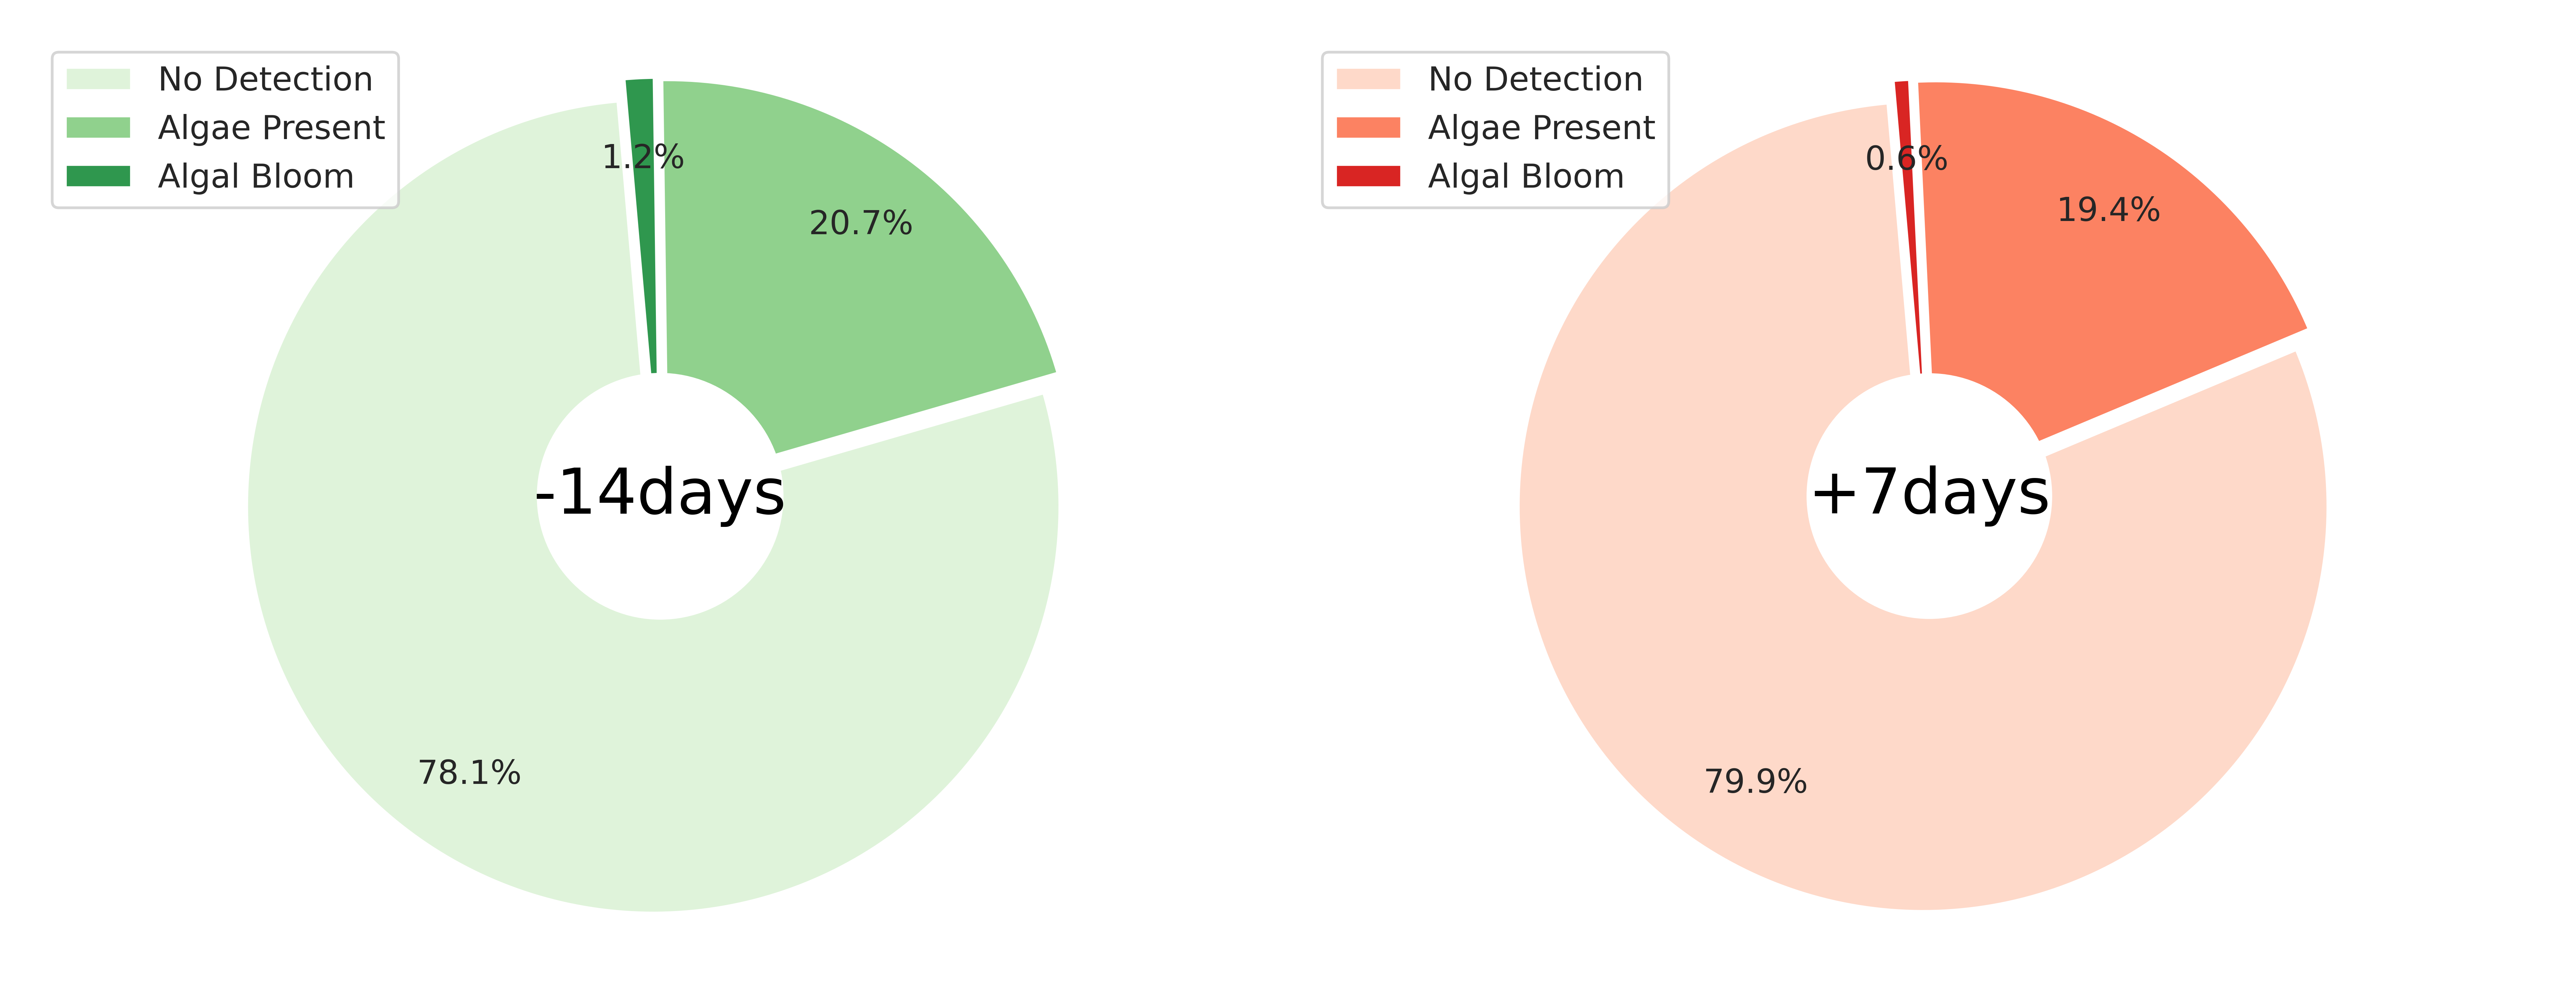 No Detection
Algae Present
Algal Bloom
1.2%
20.7%
-14days
78.1%
No Detection
Algae Present
Algal Bloom
0.6%
19.4%
+7days
79.9%